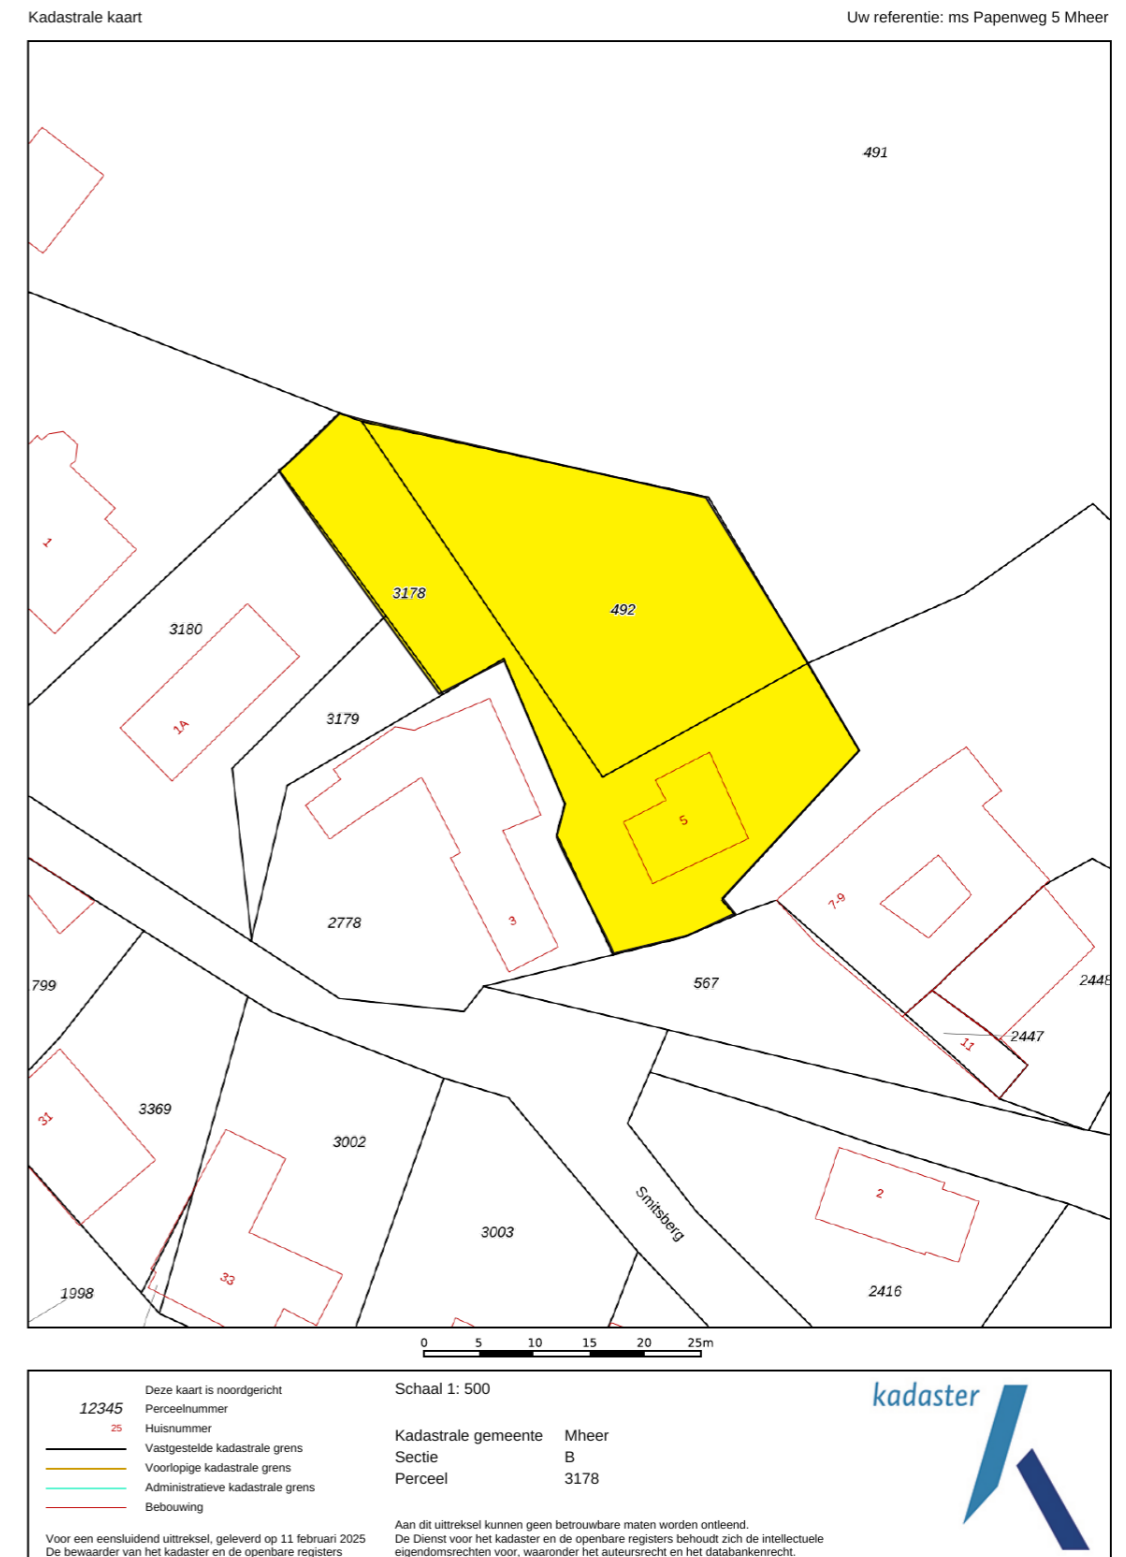 Kadastrale kaart
Uw referentie: ms Papenweg 5 Mheer
491
1
3178
492
3180
1A
3179
5
3
2778
7-9
567
2448
799
2447
11
31
3369
3002
Smitsberg
2
3003
33
1998
2416
0 5 10 15 20 25m
Deze kaart is noordgericht
12345 Perceelnummer
25 Huisnummer
Vastgestelde kadastrale grens
Voorlopige kadastrale grens
Administratieve kadastrale grens
Bebouwing
Voor een eensluidend uittreksel, geleverd op 11 februari 2025
De bewaarder van het kadaster en de openbare registers
Schaal 1: 500
Kadastrale gemeente Mheer
Sectie B
Perceel 3178
Aan dit uittreksel kunnen geen betrouwbare maten worden ontleend.
De Dienst voor het kadaster en de openbare registers behoudt zich de intellectuele
eigendomsrechten voor, waaronder het auteursrecht en het databankenrecht.
kadaster